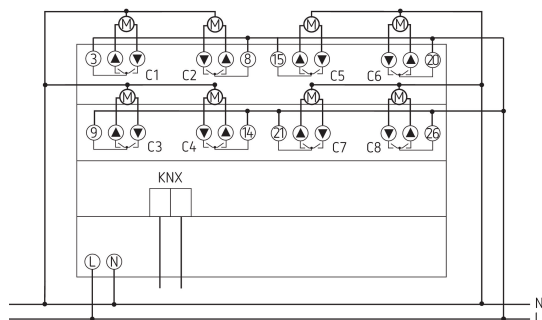 M M M M
3 C1 C2 8 15 C5 C6 20
M M M M
9 C3 C4 14 21 C7 C8 26
KNX
L N
N
L